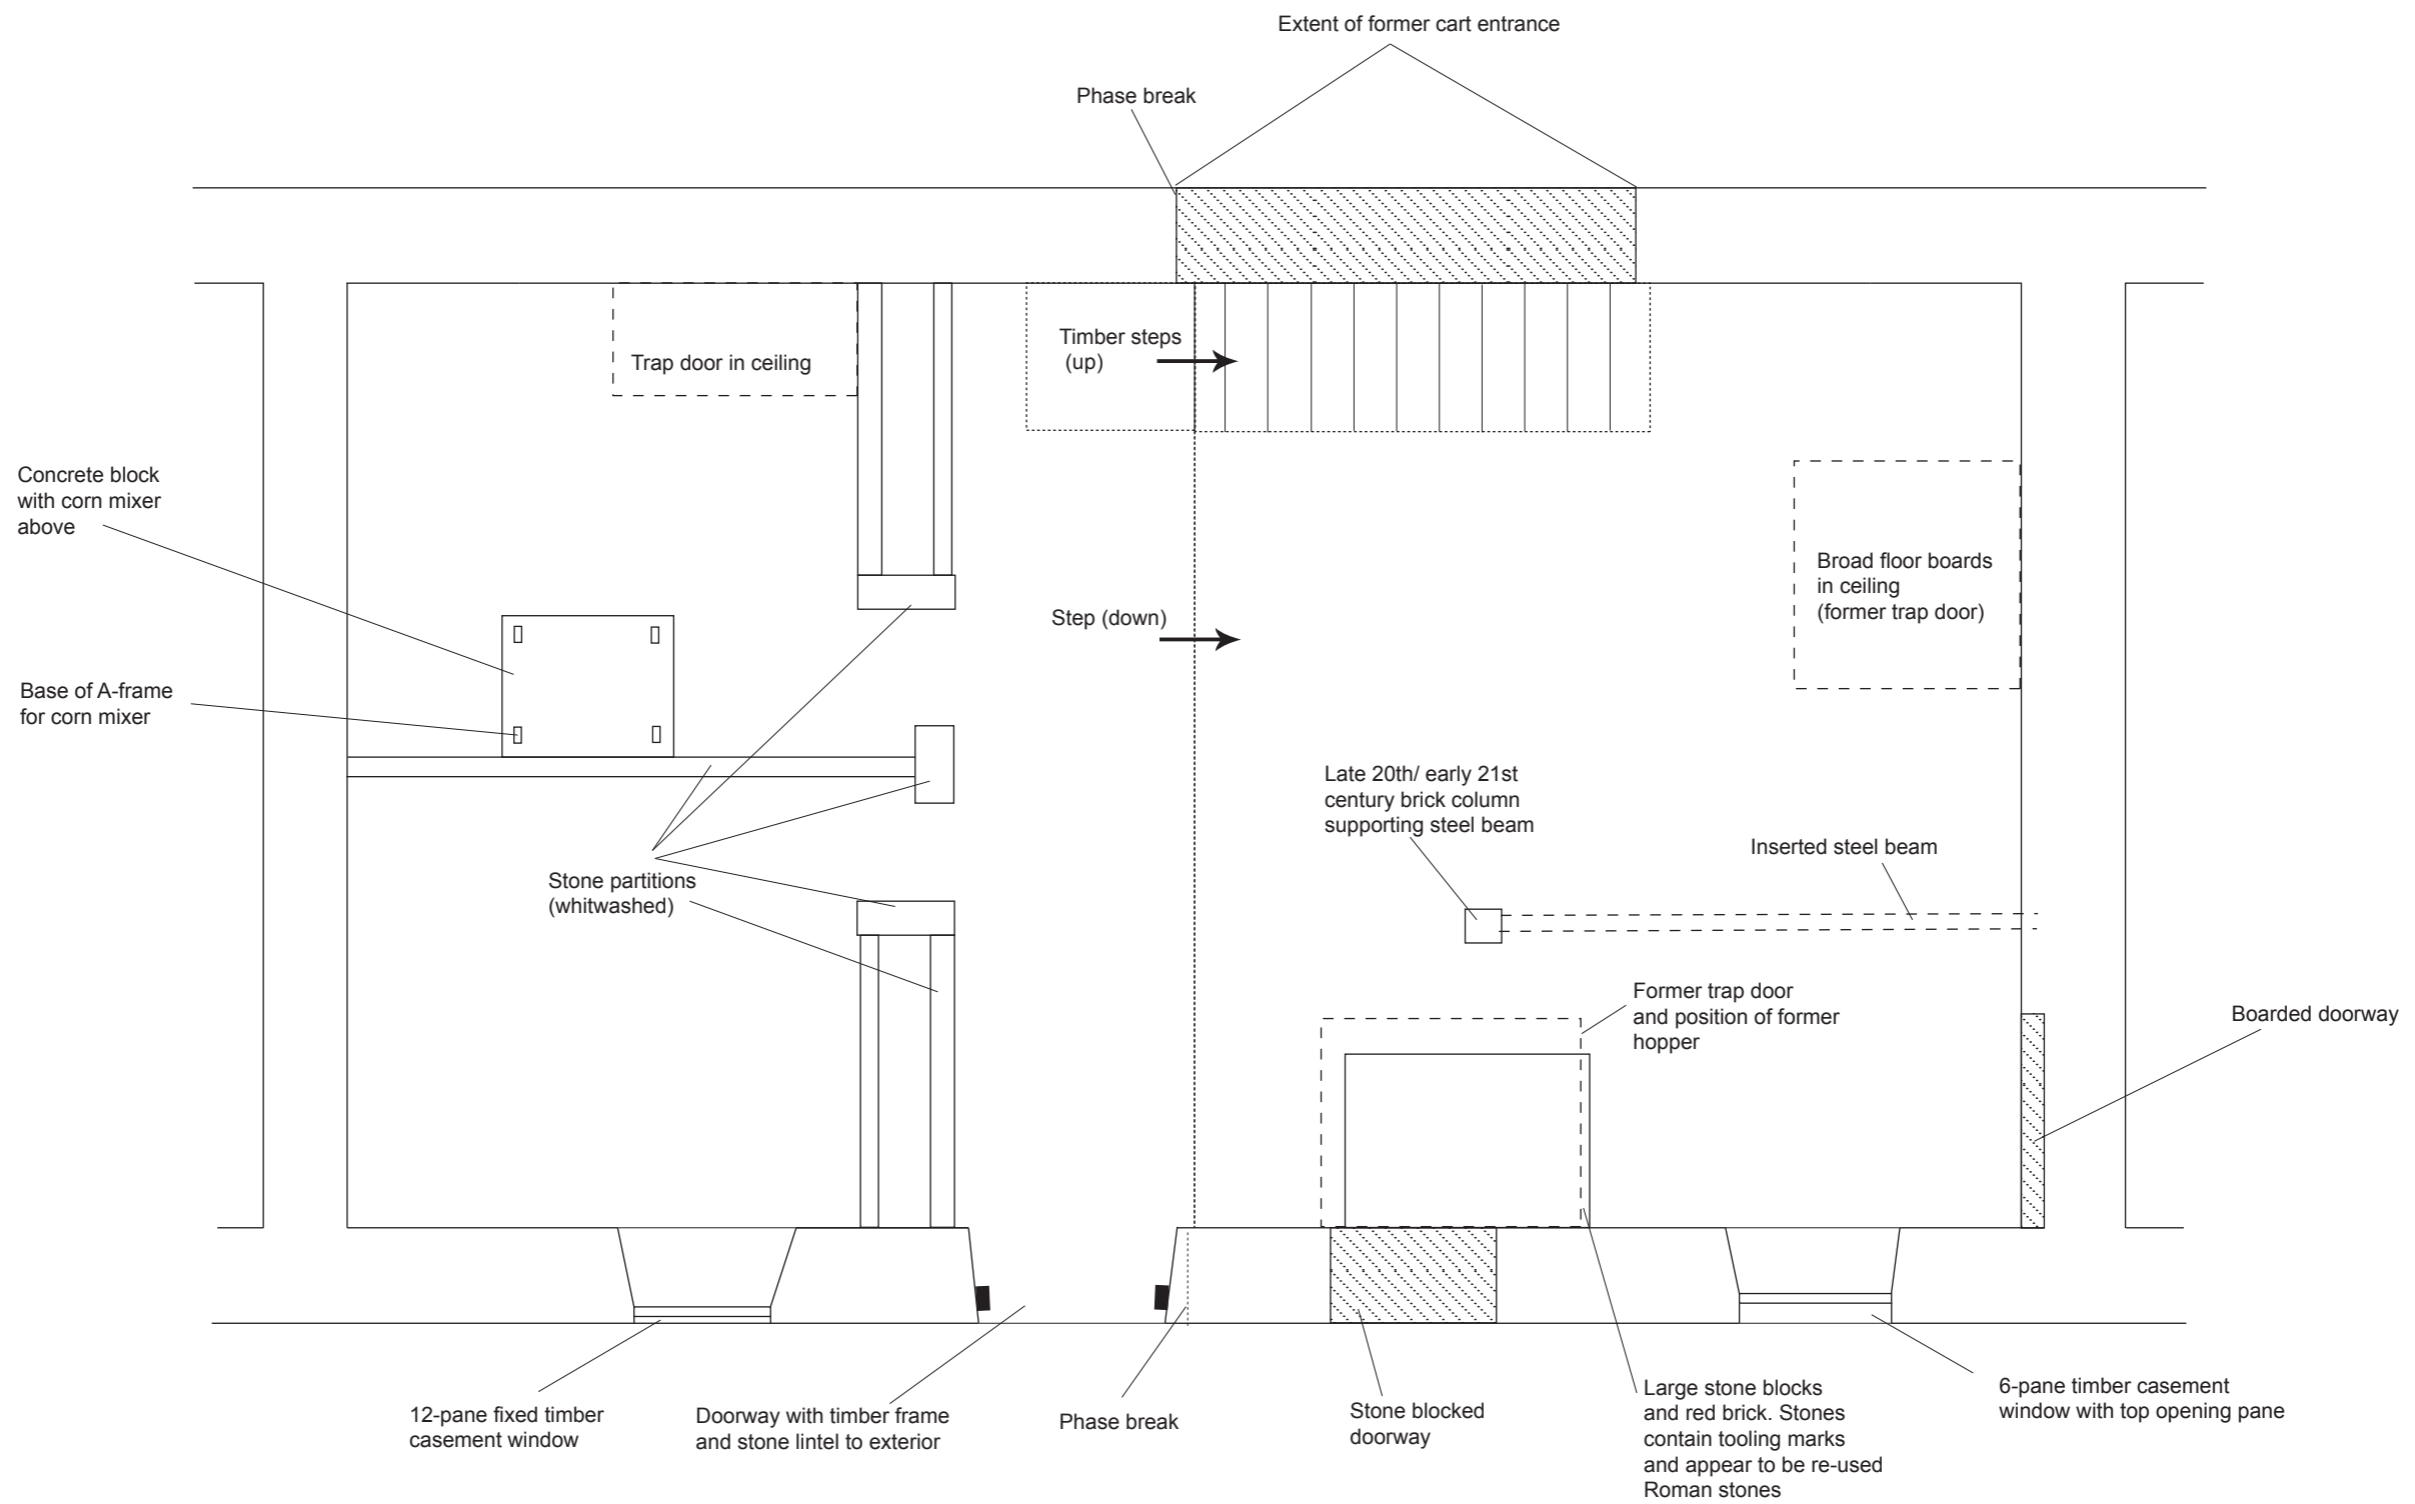 Extent of former cart entrance
Phase break
Timber steps
(up)
Trap door in ceiling
Concrete block
with corn mixer
above
Broad floor boards
in ceiling
(former trap door)
Step (down)
Base of A-frame
for corn mixer
Late 20th/ early 21st
century brick column
supporting steel beam
Inserted steel beam
Stone partitions
(whitwashed)
Former trap door
and position of former
hopper
Boarded doorway
12-pane fixed timber
casement window
Doorway with timber frame
and stone lintel to exterior
Phase break
Stone blocked
doorway
Large stone blocks
and red brick. Stones
contain tooling marks
and appear to be re-used
Roman stones
6-pane timber casement
window with top opening pane